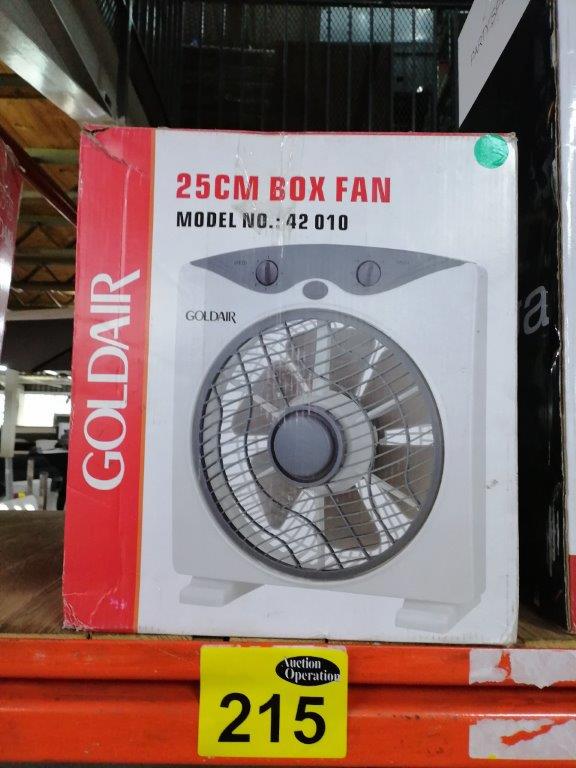 25CM BOX FAN
MODEL NO.: 42 010
GOLDAIR
GOLDAIR
Auction
Operation
215